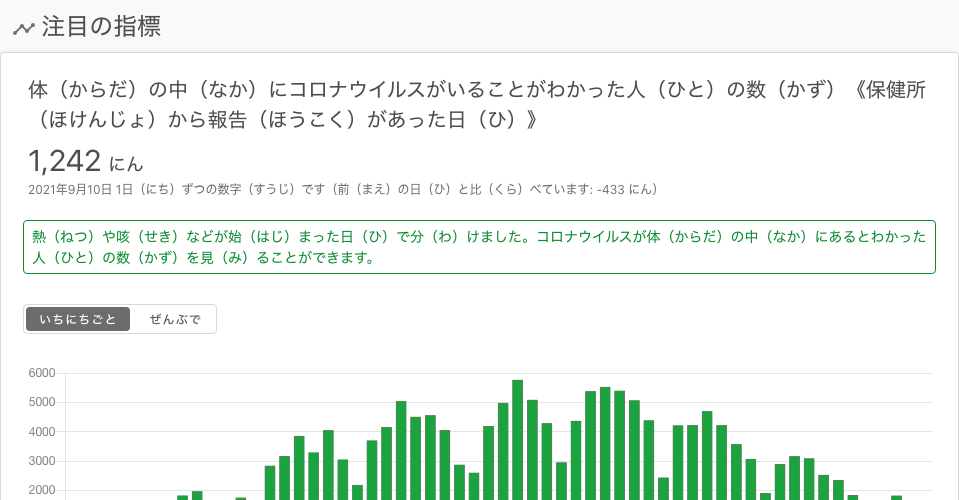 注目の指標
体（からだ）の中（なか）にコロナウイルスがいることがわかった人（ひと）の数（かず）《保健所
（ほけんじょ）から報告（ほうこく）があった日（ひ）》
1,242 にん
2021年9月10日 1日（にち）ずつの数字（すうじ）です（前（まえ）の日（ひ）と比（くら）べています: -433 にん）
熱（ねつ）や咳（せき）などが始（はじ）まった日（ひ）で分（わ）けました。コロナウイルスが体（からだ）の中（なか）にあるとわかった
人（ひと）の数（かず）を見（み）ることができます。
いちにちごと ぜんぶで
6000
5000
4000
3000
2000